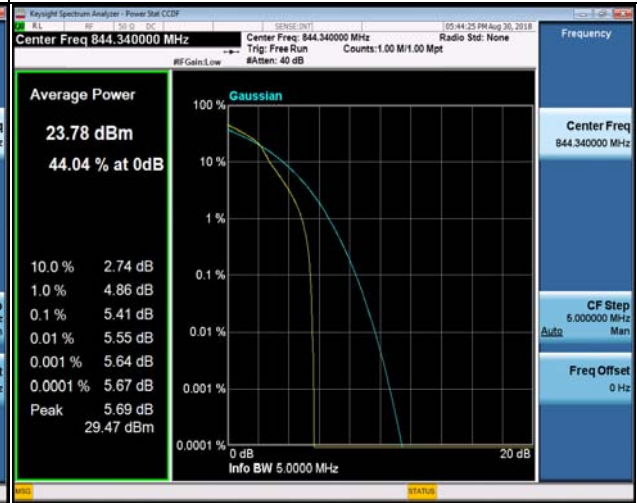 Keysight Spectrum Analyzer - Power Stat CCDF
RL RF 50 Ω DC SENSE:INT 05:44:25 PM Aug 30, 2018
Center Freq 844.340000 MHz
Center Freq: 844.340000 MHz Radio Std: None
Trig: Free Run Counts:1.00 M/1.00 Mpt
#IFGain:Low #Atten: 40 dB
Frequency
Average Power
23.78 dBm
44.04 % at 0dB
10.0 % 2.74 dB
1.0 % 4.86 dB
0.1 % 5.41 dB
0.01 % 5.55 dB
0.001 % 5.64 dB
0.0001 % 5.67 dB
Peak 5.69 dB
29.47 dBm
Gaussian
100 %
10 %
1 %
0.1 %
0.01 %
0.001 %
0.0001 %
0 dB 20 dB
Info BW 5.0000 MHz
Center Freq
844.340000 MHz
CF Step
5.000000 MHz
Auto Man
Freq Offset
0 Hz
MSG STATUS